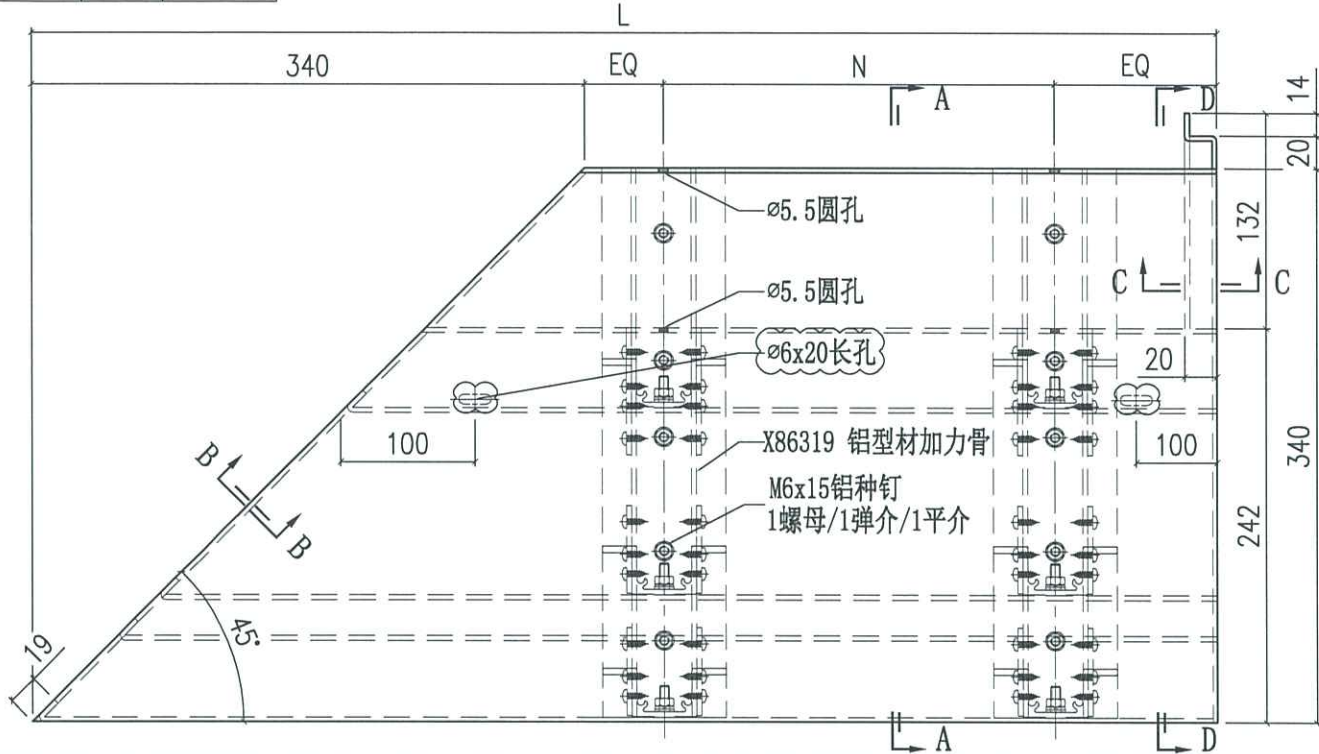 L
340
EQ
N
EQ
A
D
14
20
132
ø5.5圆孔
C
C
ø5.5圆孔
ø6x20长孔
20
100
100
340
X86319 铝型材加力骨
B
M6x15铝种钉
1螺母/1弹介/1平介
242
B
45°
19
A
D